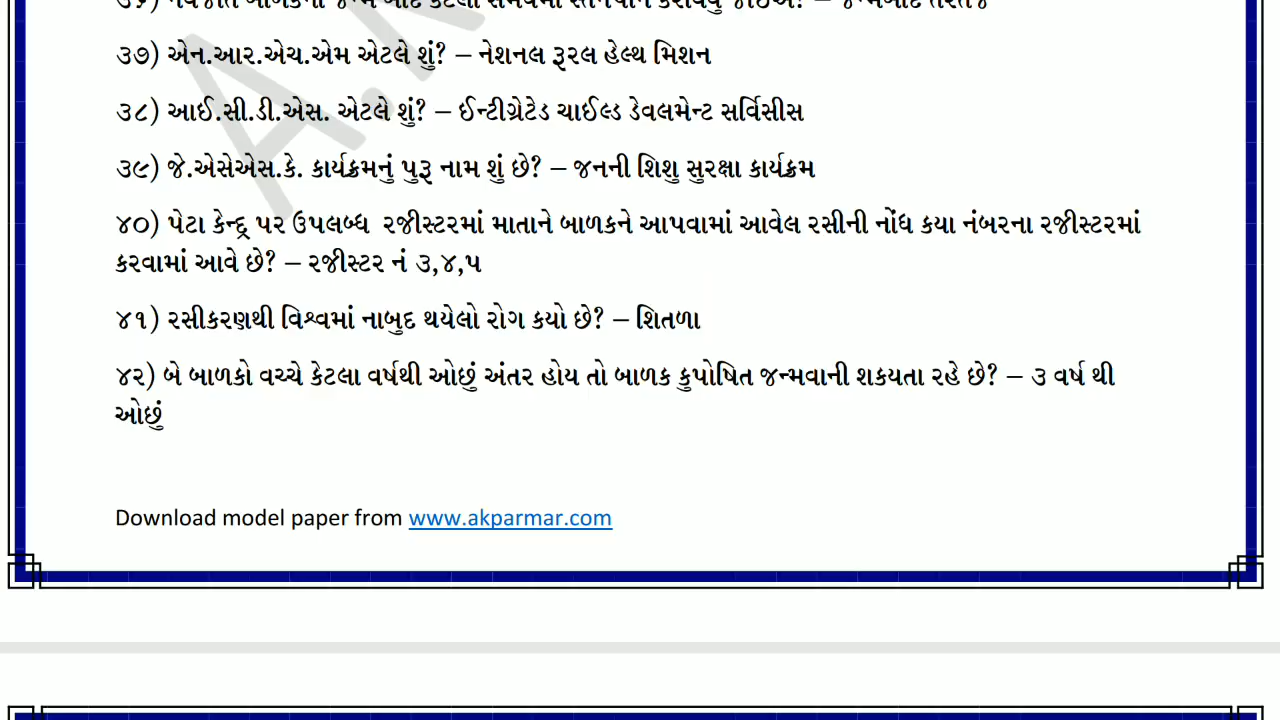 ૩૭) એન.આર.એચ.એમ એટલે શું? – નેશનલ રૂરલ હેલ્થ મિશન
૩૮) આઈ.સી.ડી.એસ. એટલે શું? – ઈન્ટીગ્રેટેડ ચાઈલ્ડ ડેવલમેન્ટ સર્વિસીસ
૩૯) જે.એસેએસ.કે. કાર્યક્રમનું પુરૂ નામ શું છે? – જનની શિશુ સુરક્ષા કાર્યક્રમ
૪૦) પેટા કેન્દ્ર પર ઉપલબ્ધ રજીસ્ટરમાં માતાને બાળકને આપવામાં આવેલ રસીની નોંધ કયા નંબરના રજીસ્ટરમાં
કરવામાં આવે છે? – રજીસ્ટર નં ૩,૪,૫
૪૧) રસીકરણથી વિશ્વમાં નાબુદ થયેલો રોગ કયો છે? – શિતળા
૪૨) બે બાળકો વચ્ચે કેટલા વર્ષથી ઓછું અંતર હોય તો બાળક કુપોષિત જન્મવાની શકયતા રહે છે? – ૩ વર્ષ થી
ઓછું
Download model paper from www.akparmar.com